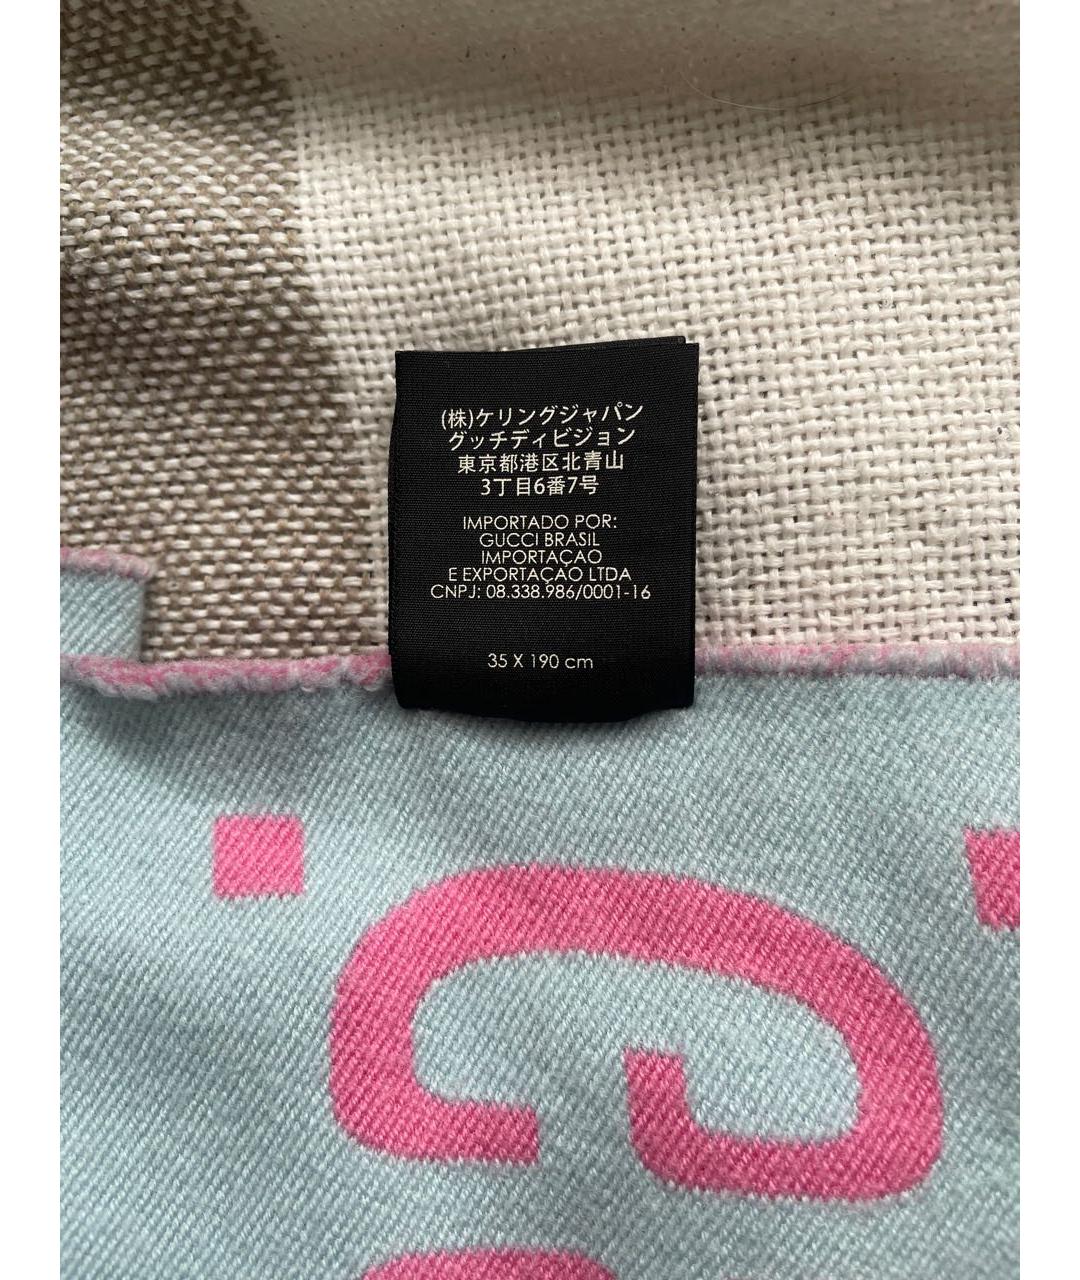 (株)ケリングジャパン
グッチディビジョン
東京都港区北青山
3丁目6番7号
IMPORTADO POR:
GUCCI BRASIL
IMPORTAÇAO
E EXPORTAÇAO LTDA
CNPJ: 08.338.986/0001-16
35 X 190 cm